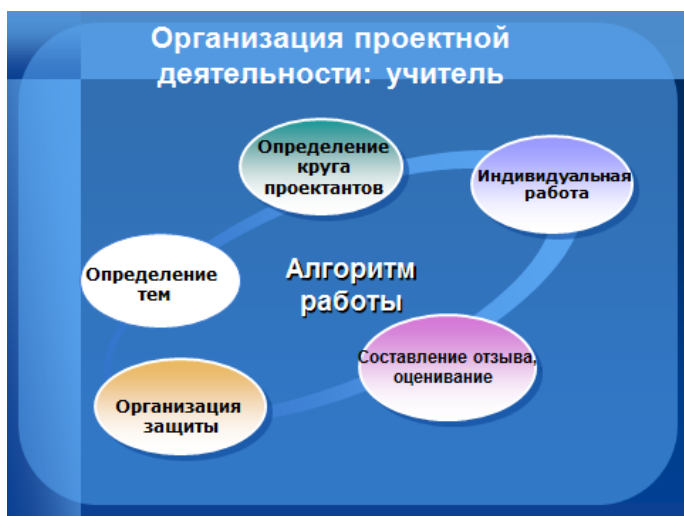 Организация проектной
деятельности: учитель
Определение
круга
проектантов
Индивидуальная
работа
Определение
тем
Алгоритм
работы
Составление отзыва,
оценивание
Организация
защиты